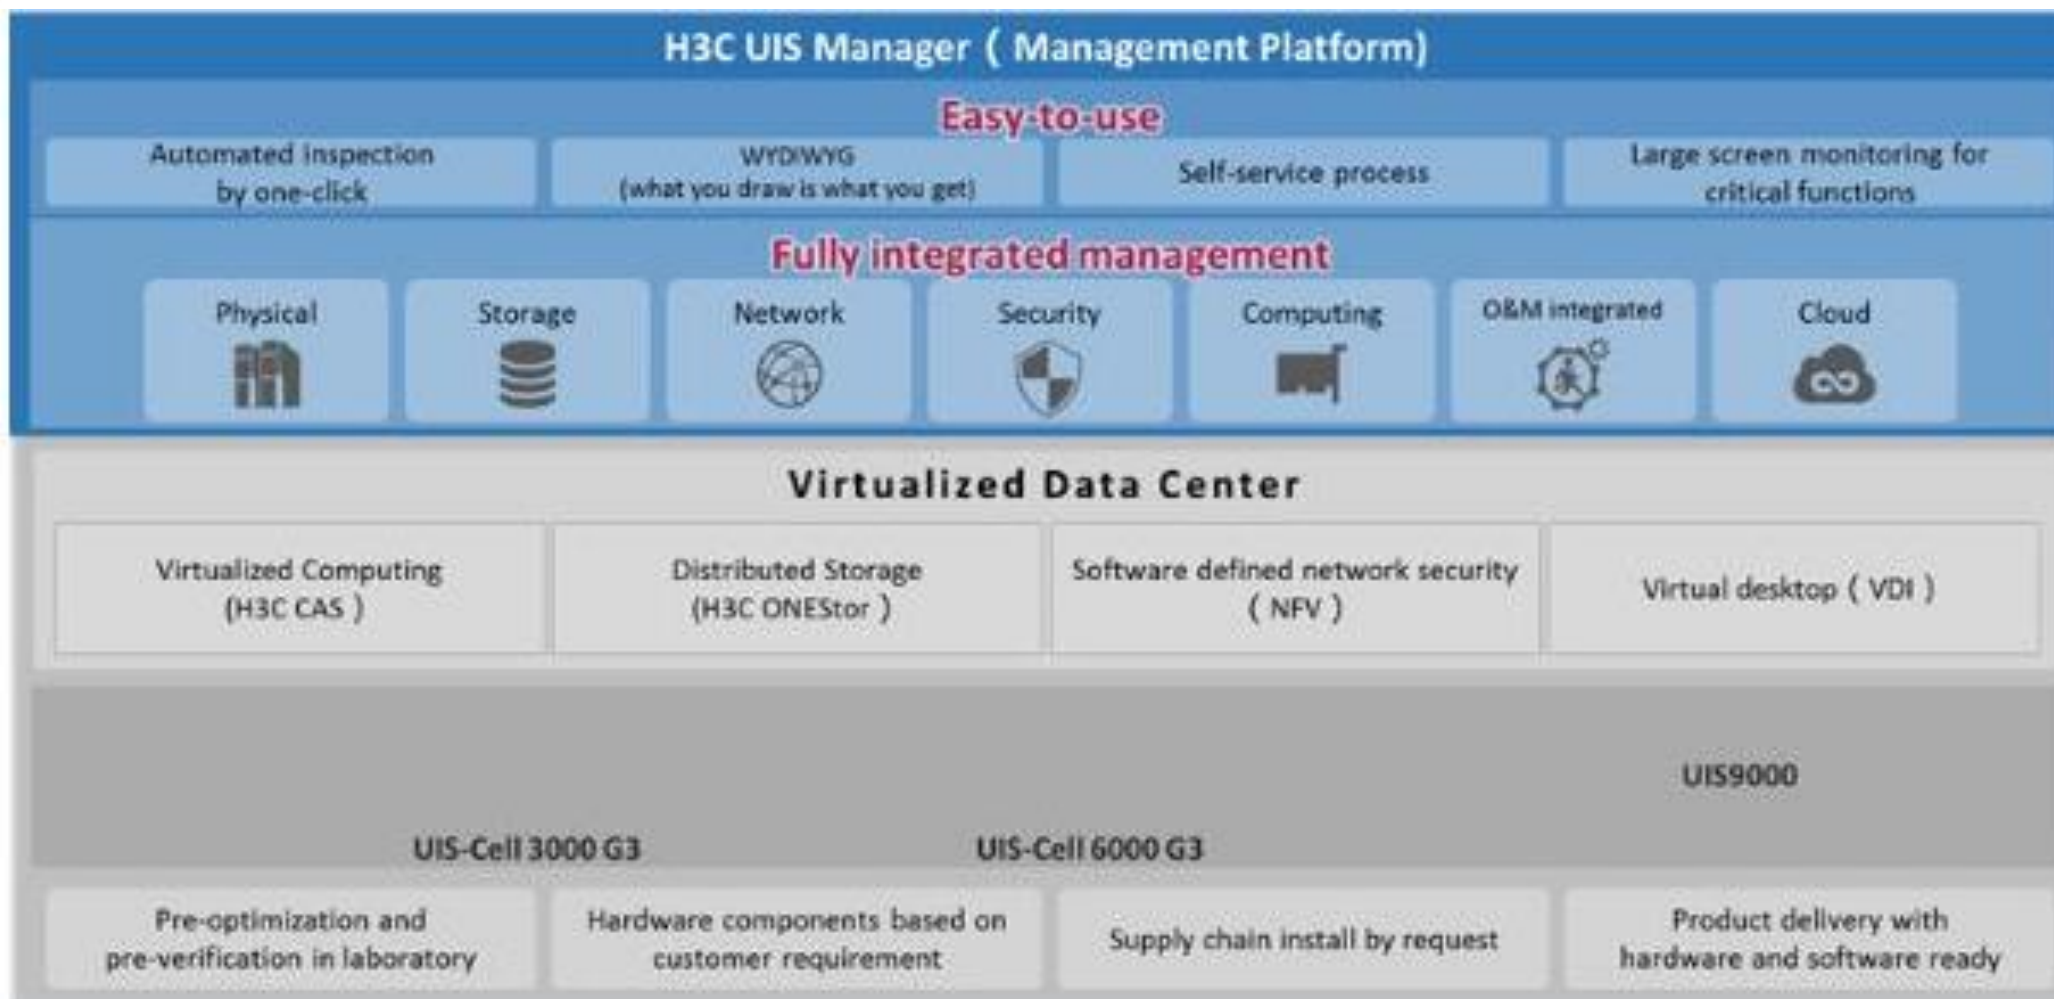 H3C UIS Manager ( Management Platform)
Easy-to-use
Automated inspection
by one-click
WYDIWYG
(what you draw is what you get)
Self-service process
Large screen monitoring for
critical functions
Fully integrated management
Physical
Storage
Network
Security
Computing
O&M integrated
Cloud
Virtualized Data Center
Virtualized Computing
(H3C CAS )
Distributed Storage
(H3C ONEStor )
Software defined network security
( NFV )
Virtual desktop ( VDI )
UIS9000
UIS-Cell 3000 G3
UIS-Cell 6000 G3
Pre-optimization and
pre-verification in laboratory
Hardware components based on
customer requirement
Supply chain install by request
Product delivery with
hardware and software ready